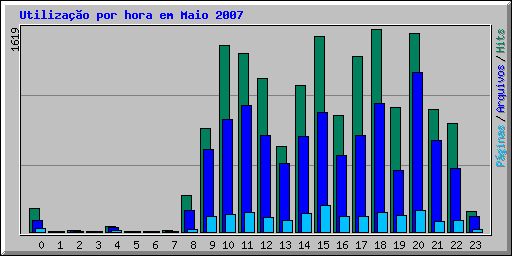 Utilização por hora em Maio 2007
1619
Páginas / Arquivos / Hits
0 1 2 3 4 5 6 7 8 9 10 11 12 13 14 15 16 17 18 19 20 21 22 23